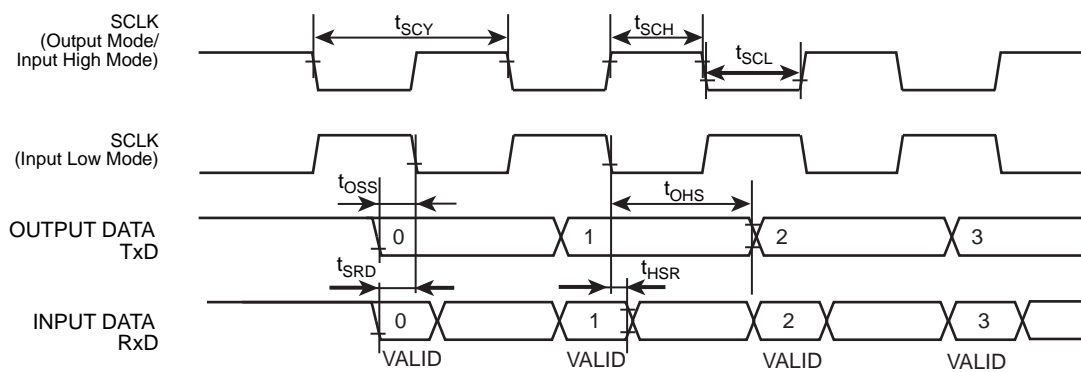 SCLK
(Output Mode/
Input High Mode)
tSCY
tSCH
tSCL
SCLK
(Input Low Mode)
tOSS
tOHS
OUTPUT DATA
TxD
0
1
2
3
tSRD
tHSR
INPUT DATA
RxD
0
1
2
3
VALID
VALID
VALID
VALID